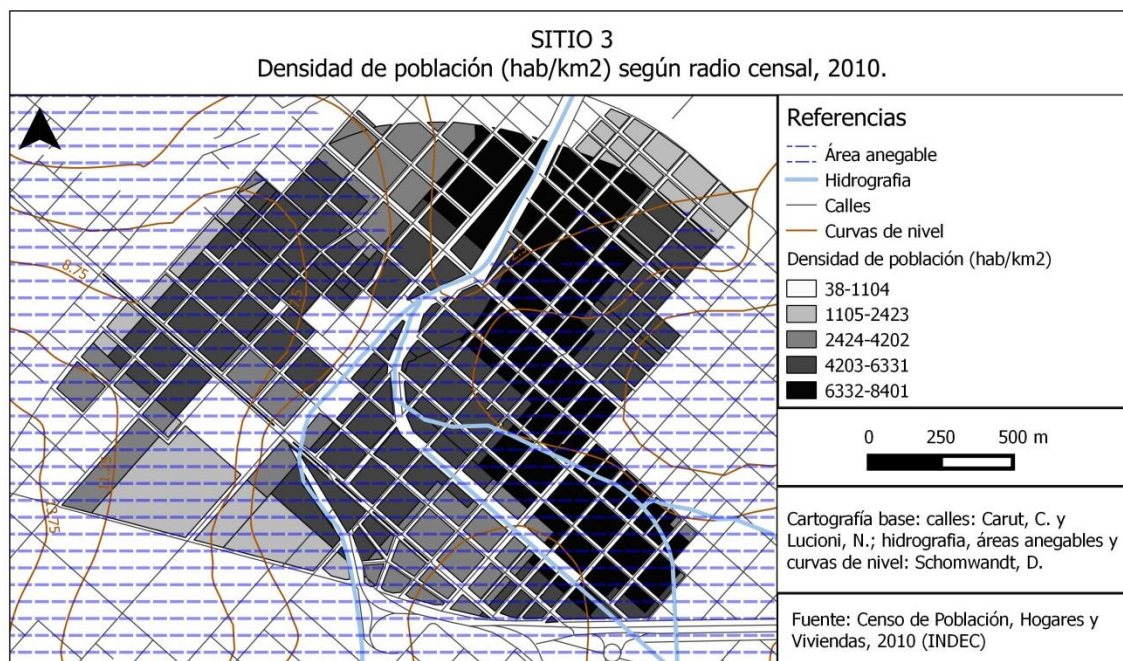 SITIO 3
Densidad de población (hab/km2) según radio censal, 2010.
Referencias
Área anegable
Hidrografia
Calles
Curvas de nivel
Densidad de población (hab/km2)
38-1104
1105-2423
2424-4202
4203-6331
6332-8401
0 250 500 m
Cartografía base: calles: Carut, C. y
Lucioni, N.; hidrografia, áreas anegables y
curvas de nivel: Schomwandt, D.
Fuente: Censo de Población, Hogares y
Viviendas, 2010 (INDEC)
8.75